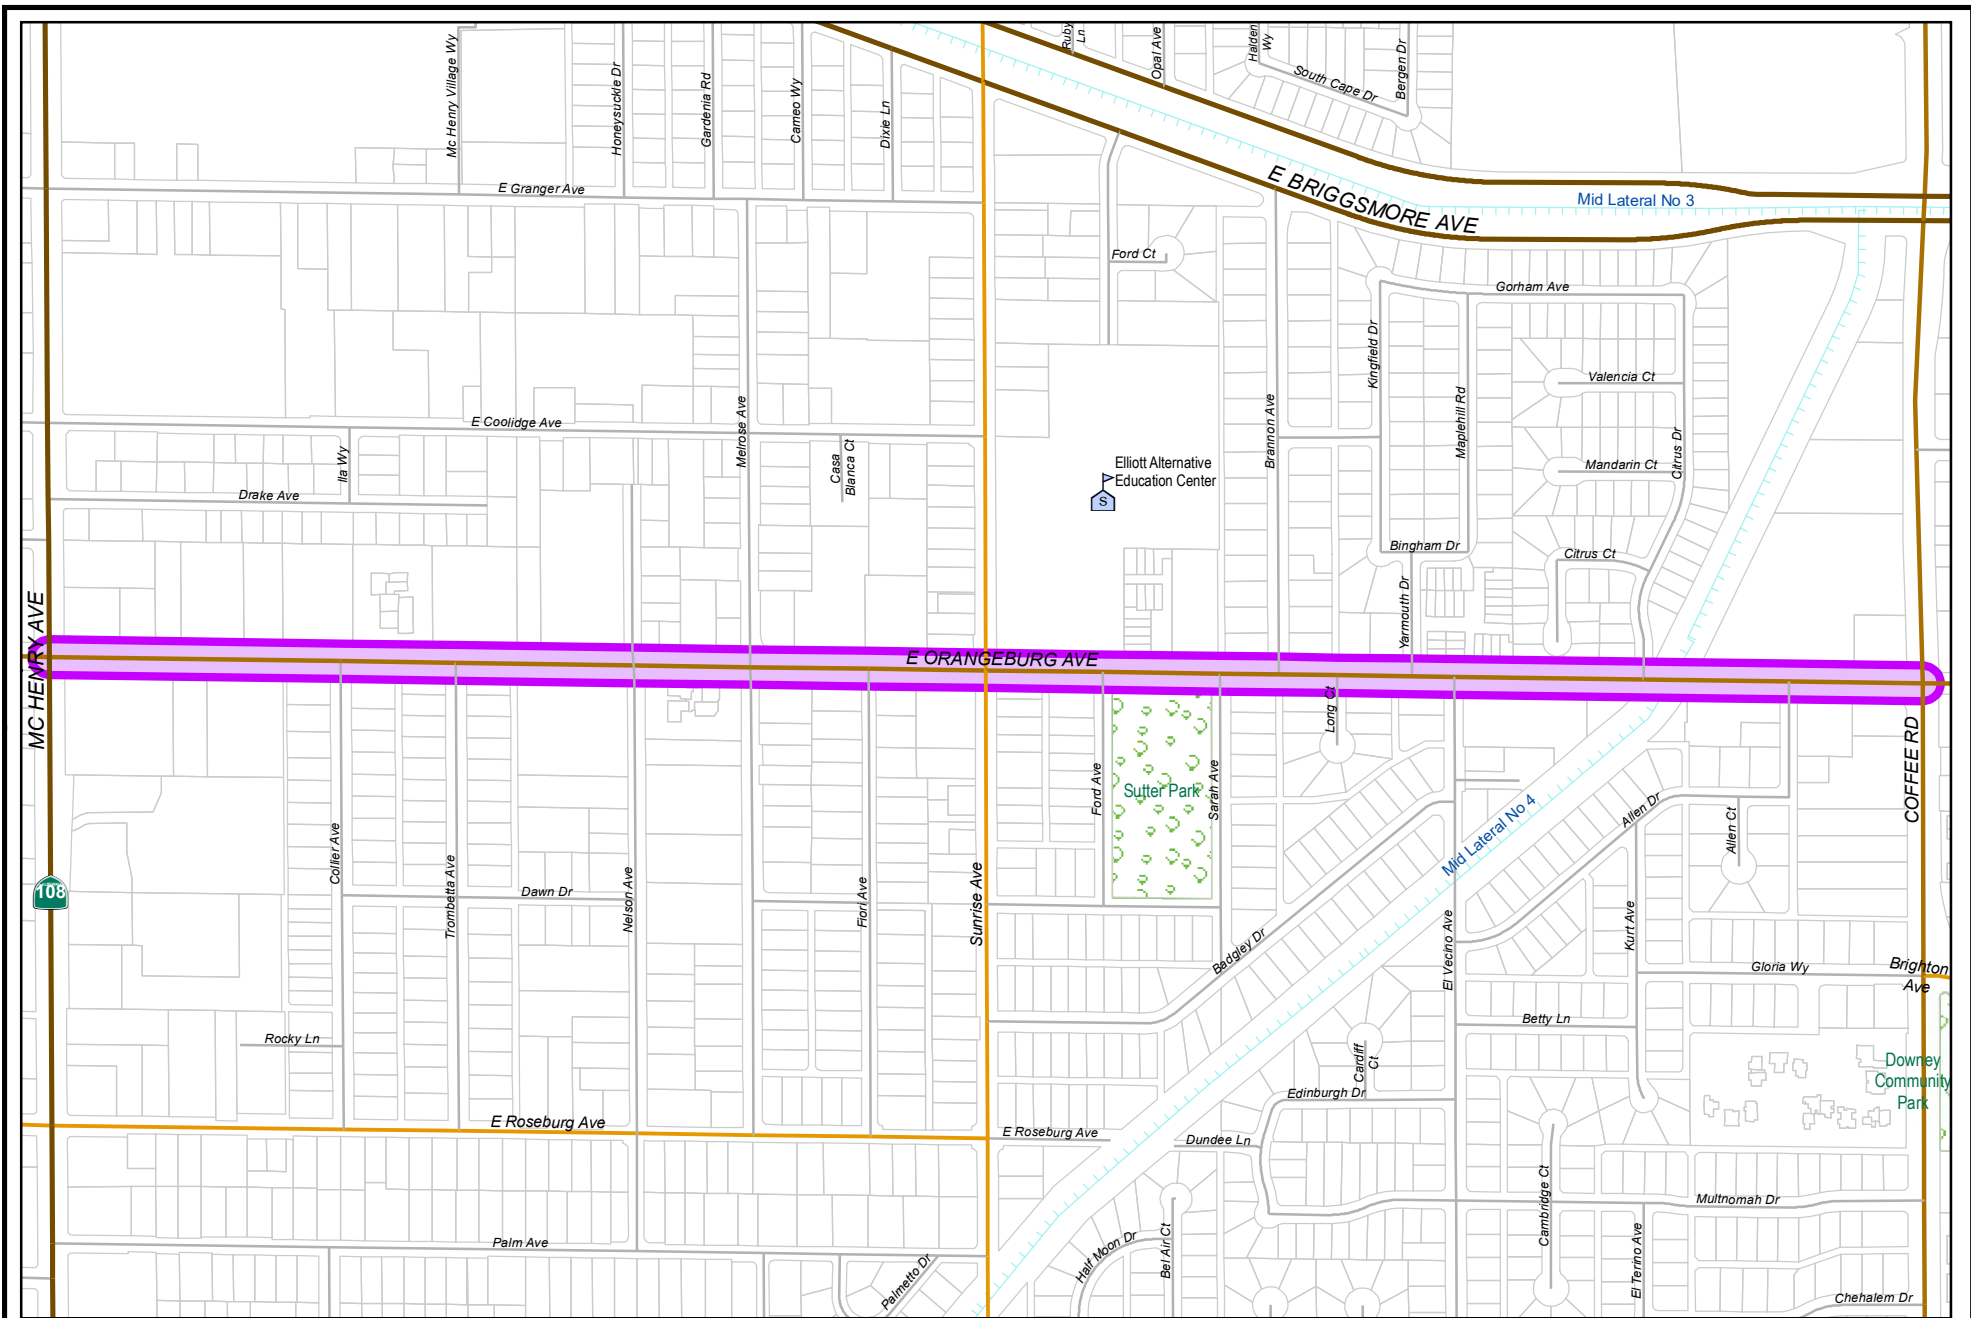 Mc Henry Village Wy
Honeysuckle Dr
Gardenia Rd
Cameo Wy
Dixie Ln
Ruby
Ln
Opal Ave
Halden
Wy
South Cape Dr
Bergen Dr
E Granger Ave
E BRIGGSMORE AVE
Mid Lateral No 3
Ford Ct
Gorham Ave
Kingfield Dr
Maplehill Rd
Valencia Ct
Brannon Ave
Melrose Ave
E Coolidge Ave
Casa
Blanca Ct
Ila Wy
Drake Ave
Elliott Alternative
Education Center
S
Mandarin Ct
Citrus Dr
Bingham Dr
Citrus Ct
Yarmouth Dr
MC HENRY AVE
E ORANGEBURG AVE
Long Ct
COFFEE RD
Ford Ave
Sutter Park
Sarah Ave
Mid Lateral No 4
Allen Dr
Allen Ct
Collier Ave
Trombetta Ave
Dawn Dr
Nelson Ave
Fiori Ave
Sunrise Ave
108
Badgley Dr
El Vecino Ave
Kurt Ave
Gloria Wy
Brighton
Ave
Betty Ln
Rocky Ln
Cardiff
Ct
Edinburgh Dr
Downey
Community
Park
E Roseburg Ave
E Roseburg Ave
Dundee Ln
Cambridge Ct
Multnomah Dr
Palm Ave
Palmetto Dr
Half Moon Dr
Bel Air Ct
El Terino Ave
Chehalem Dr